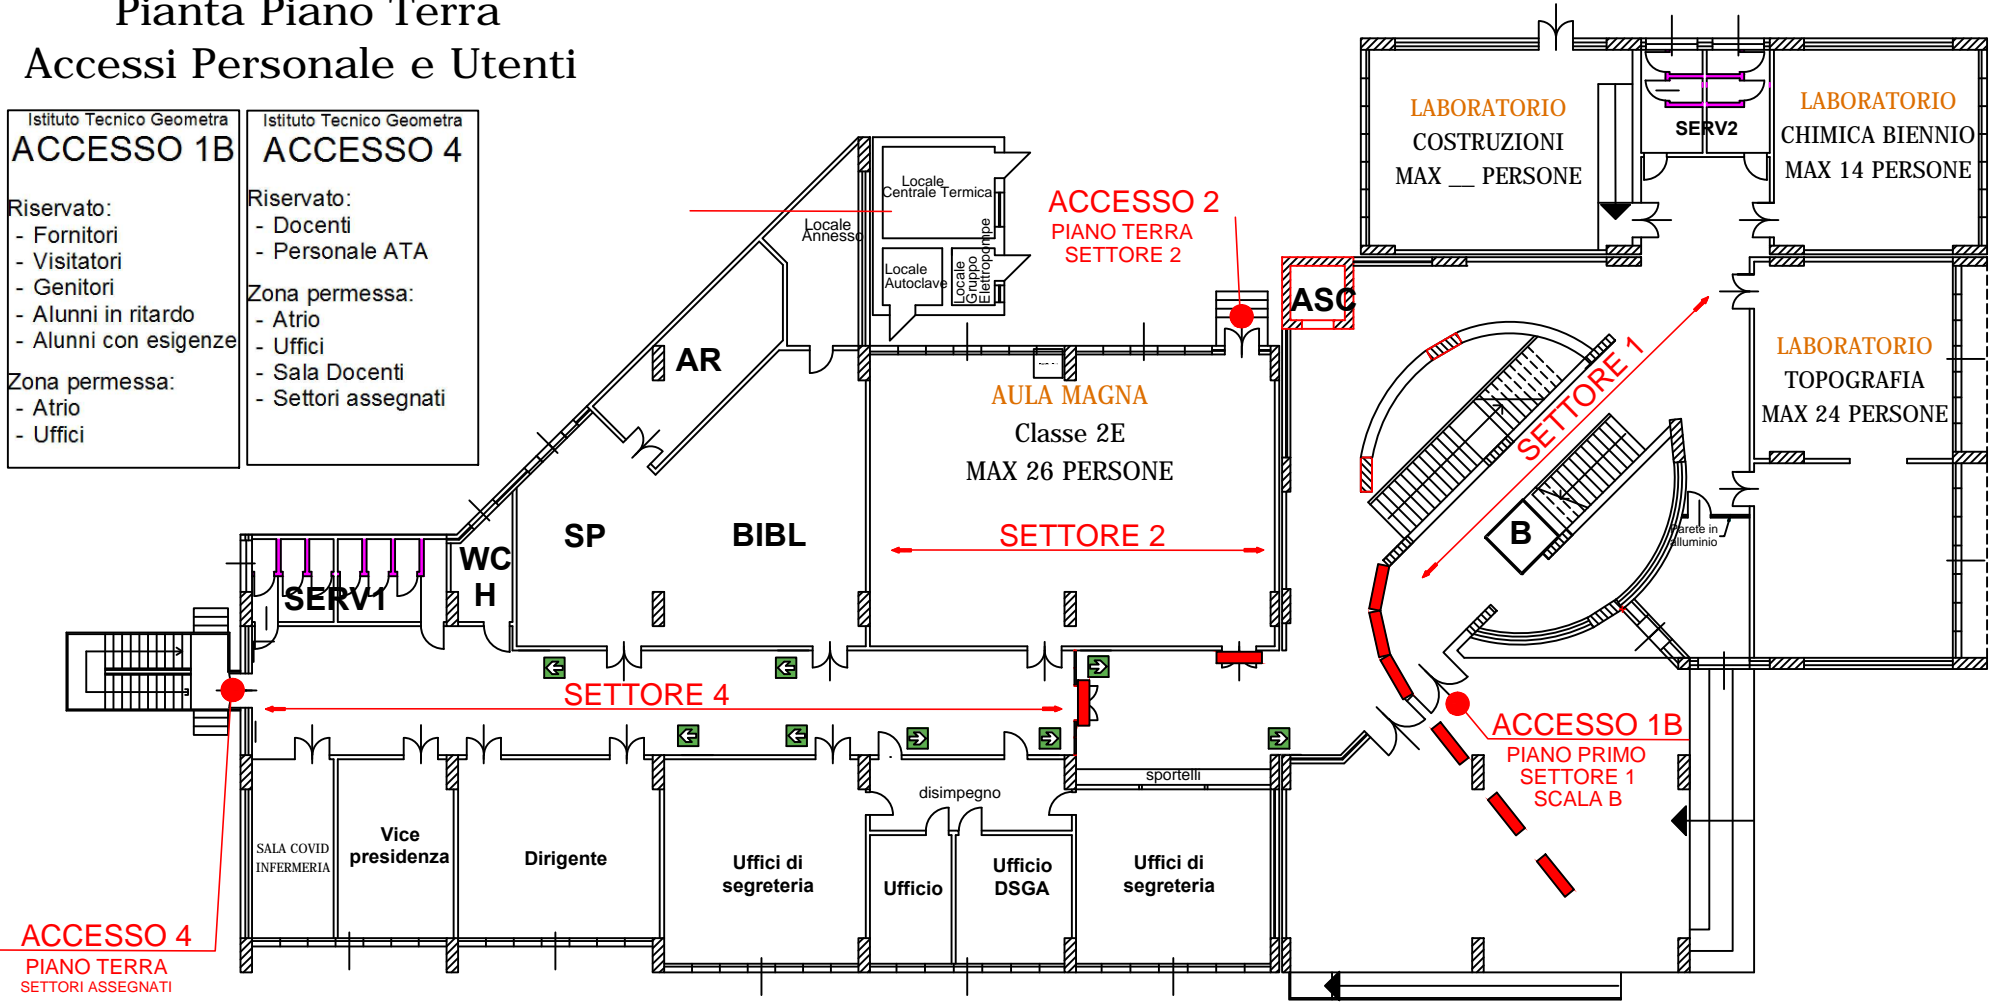 Pianta Piano Terra
Accessi Personale e Utenti
Istituto Tecnico Geometra
ACCESSO 1B
Riservato:
- Fornitori
- Visitatori
- Genitori
- Alunni in ritardo
- Alunni con esigenze
Zona permessa:
- Atrio
- Uffici
Istituto Tecnico Geometra
ACCESSO 4
Riservato:
- Docenti
- Personale ATA
Zona permessa:
- Atrio
- Uffici
- Sala Docenti
- Settori assegnati
Locale
Centrale Termica
Locale
Annesso
Locale
Autoclave
Locale
Gruppo
Elettropompe
ACCESSO 2
PIANO TERRA
SETTORE 2
LABORATORIO
COSTRUZIONI
MAX __ PERSONE
SERV2
LABORATORIO
CHIMICA BIENNIO
MAX 14 PERSONE
ASC
AR
AULA MAGNA
Classe 2E
MAX 26 PERSONE
SETTORE 2
SETTORE 1
LABORATORIO
TOPOGRAFIA
MAX 24 PERSONE
B
Parete in
alluminio
SP
BIBL
WC
H
SERV1
SETTORE 4
ACCESSO 1B
PIANO PRIMO
SETTORE 1
SCALA B
sportelli
disimpegno
SALA COVID
INFERMERIA
Vice
presidenza
Dirigente
Uffici di
segreteria
Ufficio
Ufficio
DSGA
Uffici di
segreteria
ACCESSO 4
PIANO TERRA
SETTORI ASSEGNATI